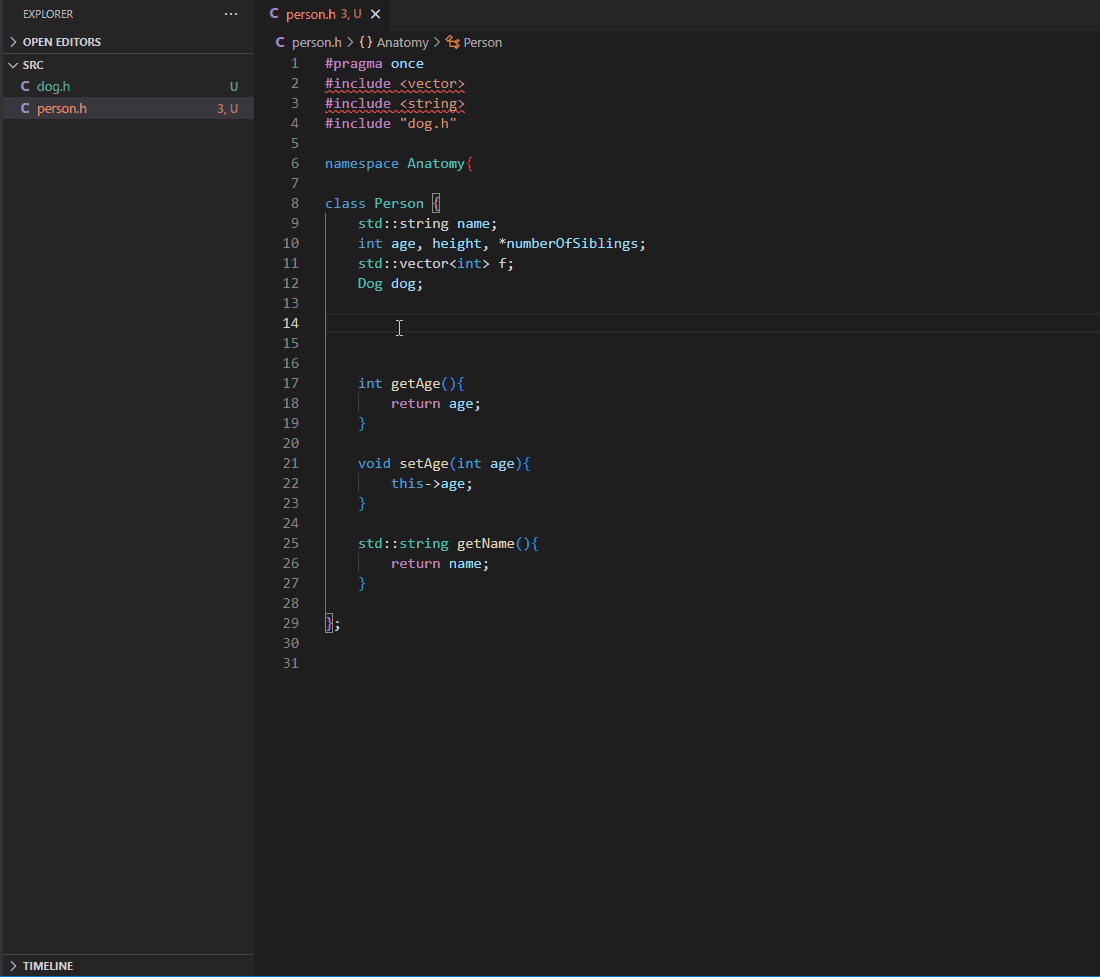 EXPLORER
OPEN EDITORS
SRC
C dog.h U
C person.h 3, U
TIMELINE
C person.h 3, U
C person.h > {} Anatomy > Person
1 #pragma once
2 #include <vector>
3 #include <string>
4 #include "dog.h"
5
6 namespace Anatomy{
7
8 class Person {
9 std::string name;
10 int age, height, *numberOfSiblings;
11 std::vector<int> f;
12 Dog dog;
13
14
15
16
17 int getAge(){
18 return age;
19 }
20
21 void setAge(int age){
22 this->age;
23 }
24
25 std::string getName(){
26 return name;
27 }
28
29 };
30
31